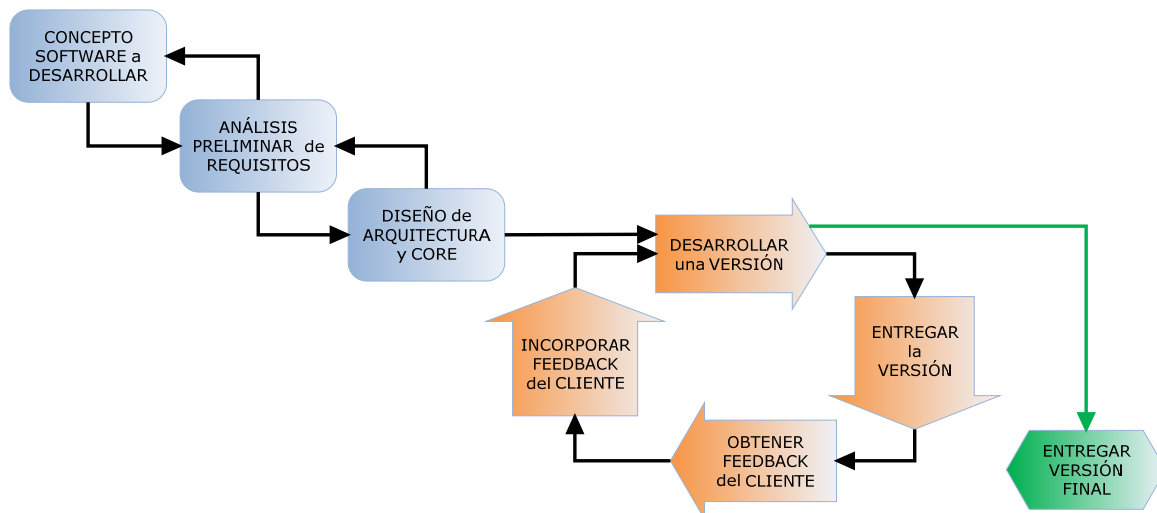 CONCEPTO
SOFTWARE a
DESARROLLAR
ANÁLISIS
PRELIMINAR de
REQUISITOS
DISEÑO de
ARQUITECTURA
y CORE
DESARROLLAR
una VERSIÓN
ENTREGAR
la
VERSIÓN
OBTENER
FEEDBACK
del CLIENTE
INCORPORAR
FEEDBACK
del CLIENTE
ENTREGAR
VERSIÓN
FINAL